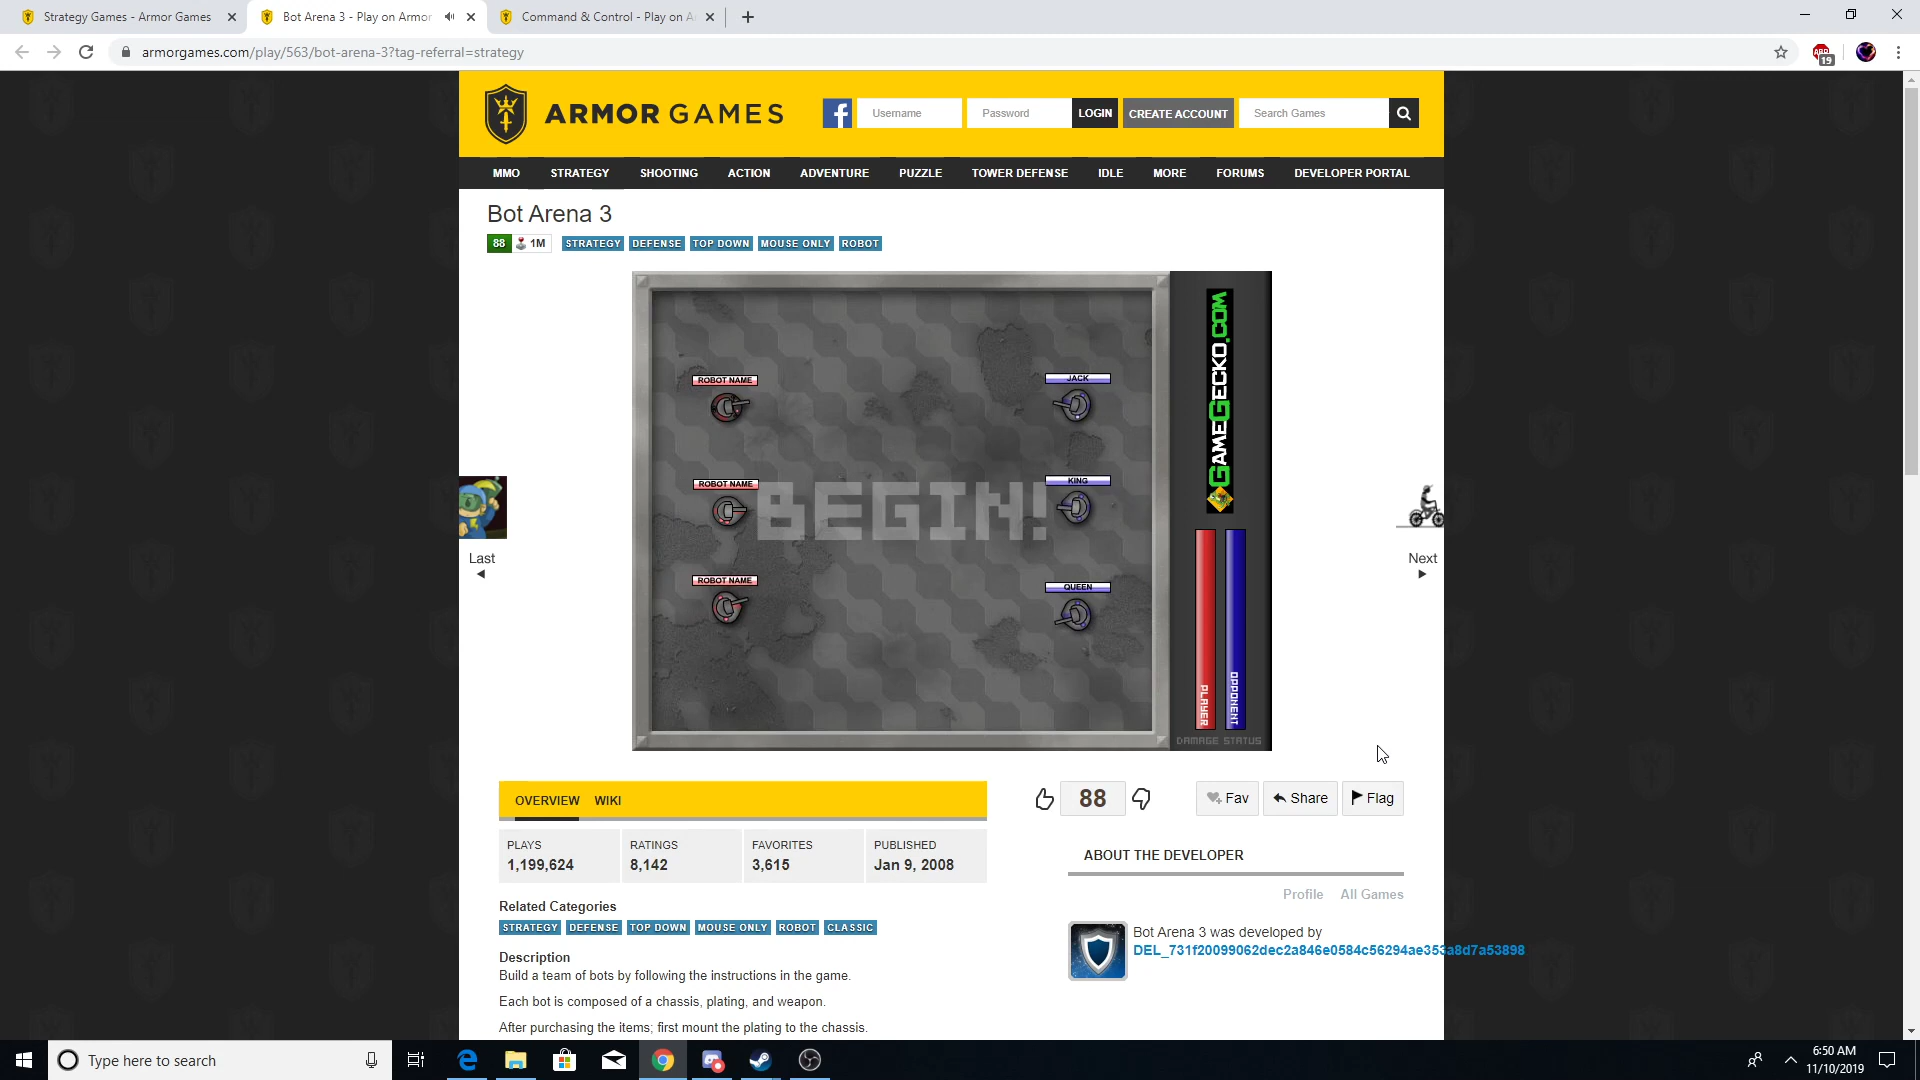 Strategy Games - Armor Games
Bot Arena 3 - Play on Armor
Command & Control - Play on A
armorgames.com/play/563/bot-arena-3?tag-referral=strategy
19
ARMOR GAMES
Username
Password
LOGIN
CREATE ACCOUNT
Search Games
MMO
STRATEGY
SHOOTING
ACTION
ADVENTURE
PUZZLE
TOWER DEFENSE
IDLE
MORE
FORUMS
DEVELOPER PORTAL
Bot Arena 3
88
1M
STRATEGY
DEFENSE
TOP DOWN
MOUSE ONLY
ROBOT
ROBOT NAME
JACK
ROBOT NAME
KING
BEGIN!
ROBOT NAME
QUEEN
GAMEGECKO.COM
PLAYER
OPPONENT
DAMAGE STATUS
Last
Next
OVERVIEW
WIKI
88
Fav
Share
Flag
PLAYS
1,199,624
RATINGS
8,142
FAVORITES
3,615
PUBLISHED
Jan 9, 2008
ABOUT THE DEVELOPER
Profile
All Games
Related Categories
STRATEGY
DEFENSE
TOP DOWN
MOUSE ONLY
ROBOT
CLASSIC
Bot Arena 3 was developed by
DEL_731f20099062dec2a846e0584c56294ae353a8d7a53898
Description
Build a team of bots by following the instructions in the game.
Each bot is composed of a chassis, plating, and weapon.
After purchasing the items; first mount the plating to the chassis.
Type here to search
6:50 AM
11/10/2019